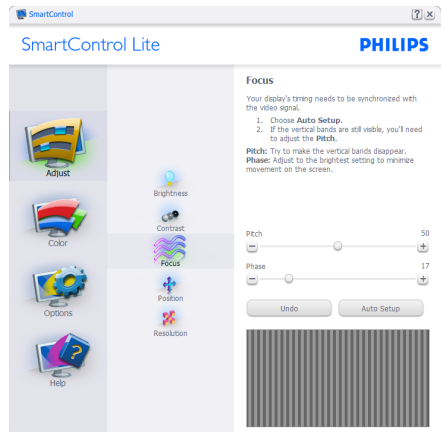 SmartControl
SmartControl Lite
PHILIPS
Adjust
Color
Options
Help
Brightness
Contrast
Focus
Position
Resolution
Focus
Your display's timing needs to be synchronized with
the video signal.
1. Choose Auto Setup.
2. If the vertical bands are still visible, you'll need
to adjust the Pitch.
Pitch: Try to make the vertical bands disappear.
Phase: Adjust to the brightest setting to minimize
movement on the screen.
Pitch 50
Phase 17
Undo Auto Setup